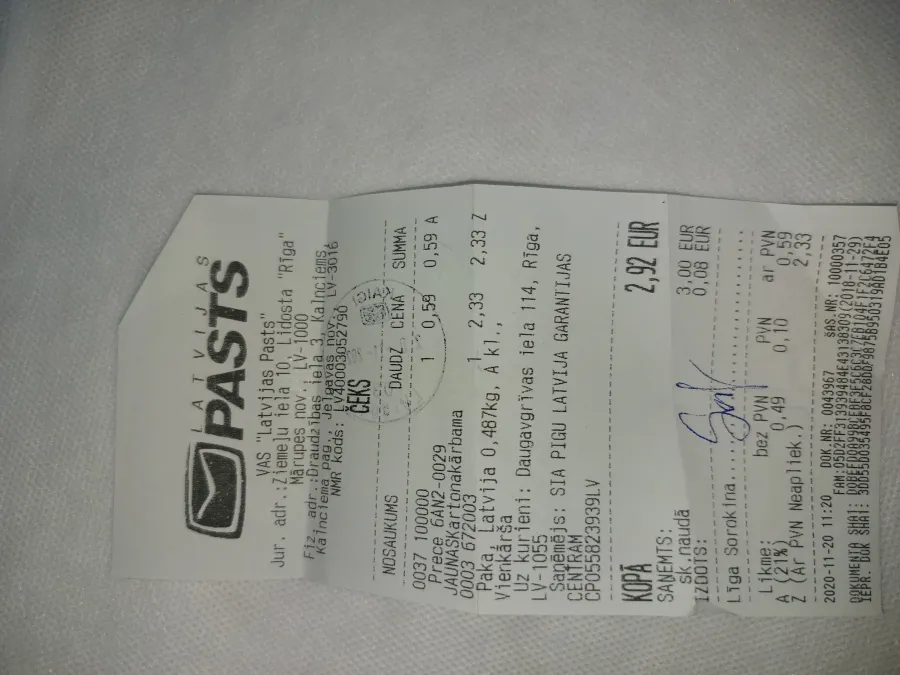 LATVIJAS
PASTS
VAS "Latvijas Pasts"
Jur. adr.:Ziemeļu iela 10, Lidosta "Rīga"
Mārupes nov., LV-1000
Fiz.adr.:Draudzības iela 3, Kalnciems,
Kalnciema pag., Jelgavas nov., LV-3016
NMR kods: LV40003052790
ČEKS
NOSAUKUMS DAUDZ CENA SUMMA
0037 100000 1 0,59 0,59 A
Prece 6AN2-0029
JAUNASKartonakārbama
0003 672003 1 2,33 2,33 Z
Paka, Latvija 0,487kg, A kl.,
Vienkārša
Uz kurieni: Daugavgrīvas iela 114, Rīga,
LV-1055
Saņēmējs: SIA PIGU LATVIJA GARANTIJAS
CENTRAM
CP055823939LV
KOPĀ 2,92 EUR
SAŅEMTS:
sk.naudā 3,00 EUR
IZDOTS: 0,08 EUR
Līga Sorokina
Likme: bez PVN PVN ar PVN
A (21%) 0,49 0,10 0,59
Z (Ar PVN Neapliek.) 2,33
2020-11-20 11:20 DOK NR: 0043967 SAS.NR: 10000357
DOKUMENTA SHA1:
IEPR. DOK SHA1: